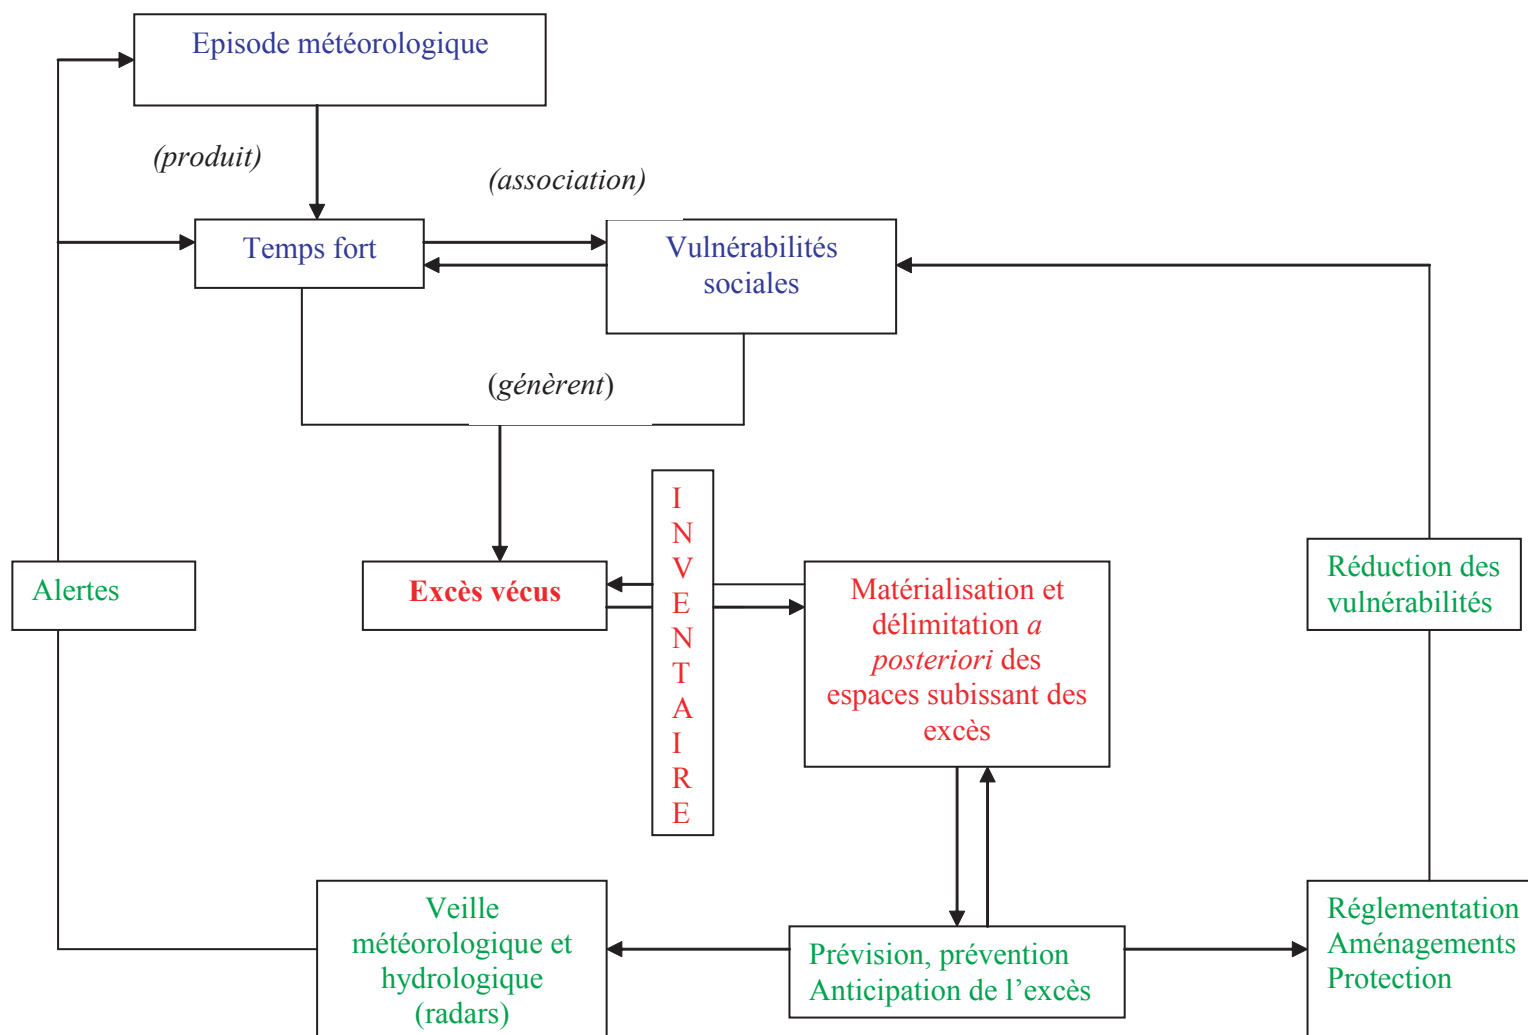 Episode météorologique
(produit)
(association)
Temps fort
Vulnérabilités
sociales
(génèrent)
I
N
V
E
N
T
A
I
R
E
Alertes
Excès vécus
Matérialisation et
délimitation a
posteriori des
espaces subissant des
excès
Réduction des
vulnérabilités
Veille
météorologique et
hydrologique
(radars)
Prévision, prévention
Anticipation de l’excès
Réglementation
Aménagements
Protection